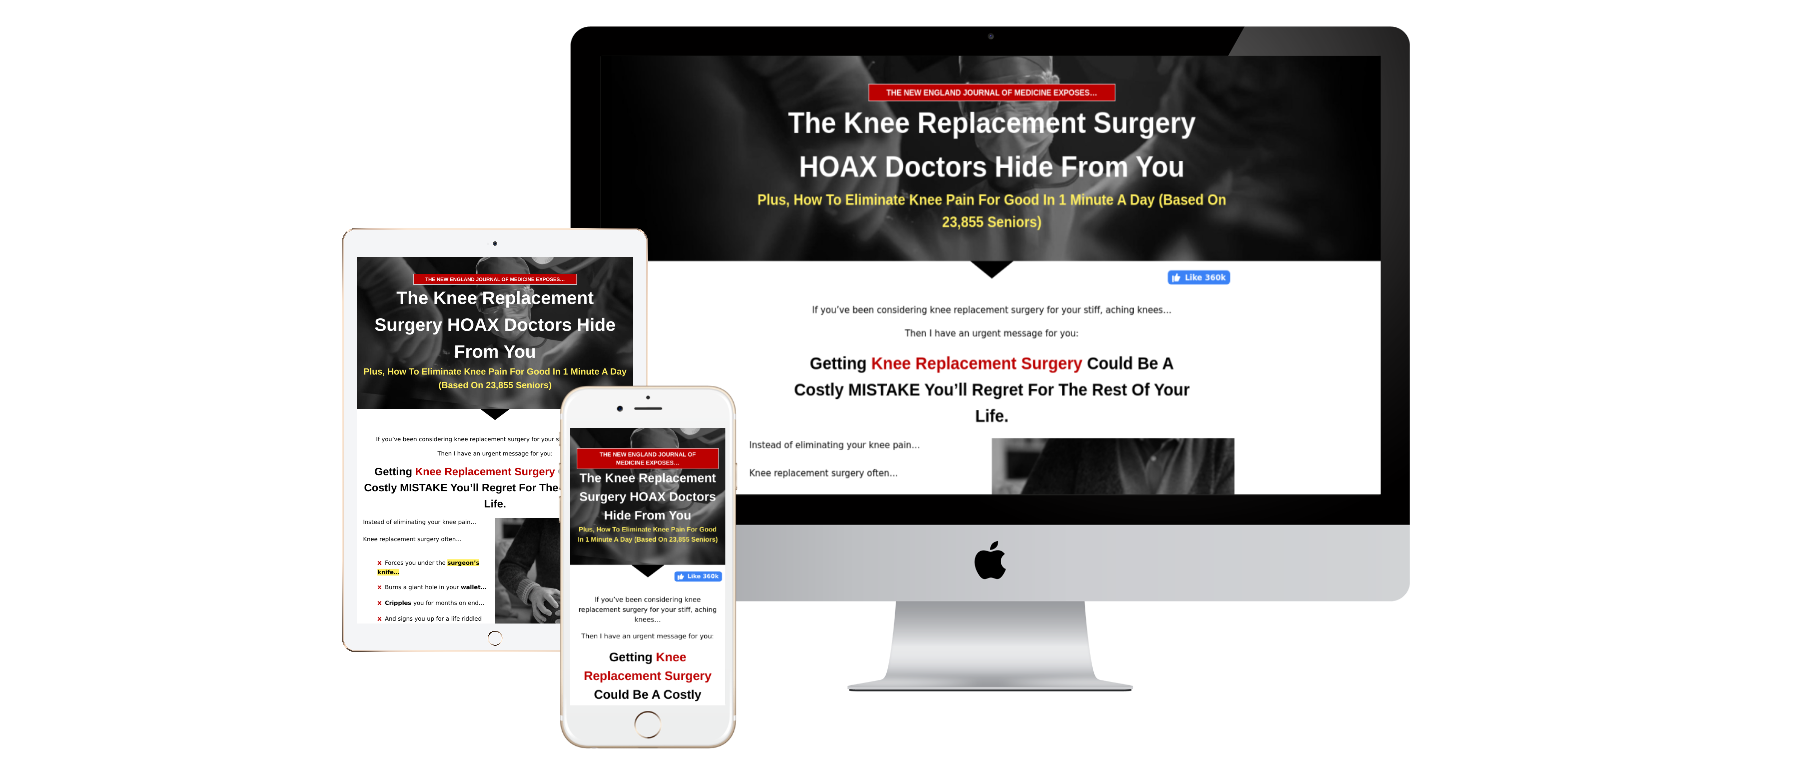 THE NEW ENGLAND JOURNAL OF MEDICINE EXPOSES...
The Knee Replacement Surgery
HOAX Doctors Hide From You
Plus, How To Eliminate Knee Pain For Good In 1 Minute A Day (Based On
23,855 Seniors)
Like 360k
If you've been considering knee replacement surgery for your stiff, aching knees...
Then I have an urgent message for you:
Getting Knee Replacement Surgery Could Be A
Costly MISTAKE You'll Regret For The Rest Of Your
Life.
Instead of eliminating your knee pain...
Knee replacement surgery often...
THE NEW ENGLAND JOURNAL OF MEDICINE EXPOSES...
The Knee Replacement
Surgery HOAX Doctors Hide
From You
Plus, How To Eliminate Knee Pain For Good In 1 Minute A Day
(Based On 23,855 Seniors)
If you've been considering knee replacement surgery for your
Then I have an urgent message for you:
Getting Knee Replacement Surgery
Costly MISTAKE You'll Regret For The
Life.
Instead of eliminating your knee pain...
Knee replacement surgery often...
x Forces you under the surgeon's
knife...
x Burns a giant hole in your wallet...
x Cripples you for months on end...
x And signs you up for a life riddled
THE NEW ENGLAND JOURNAL OF
MEDICINE EXPOSES...
The Knee Replacement
Surgery HOAX Doctors
Hide From You
Plus, How To Eliminate Knee Pain For Good
In 1 Minute A Day (Based On 23,855 Seniors)
Like 360k
If you've been considering knee
replacement surgery for your stiff, aching
knees...
Then I have an urgent message for you:
Getting Knee
Replacement Surgery
Could Be A Costly